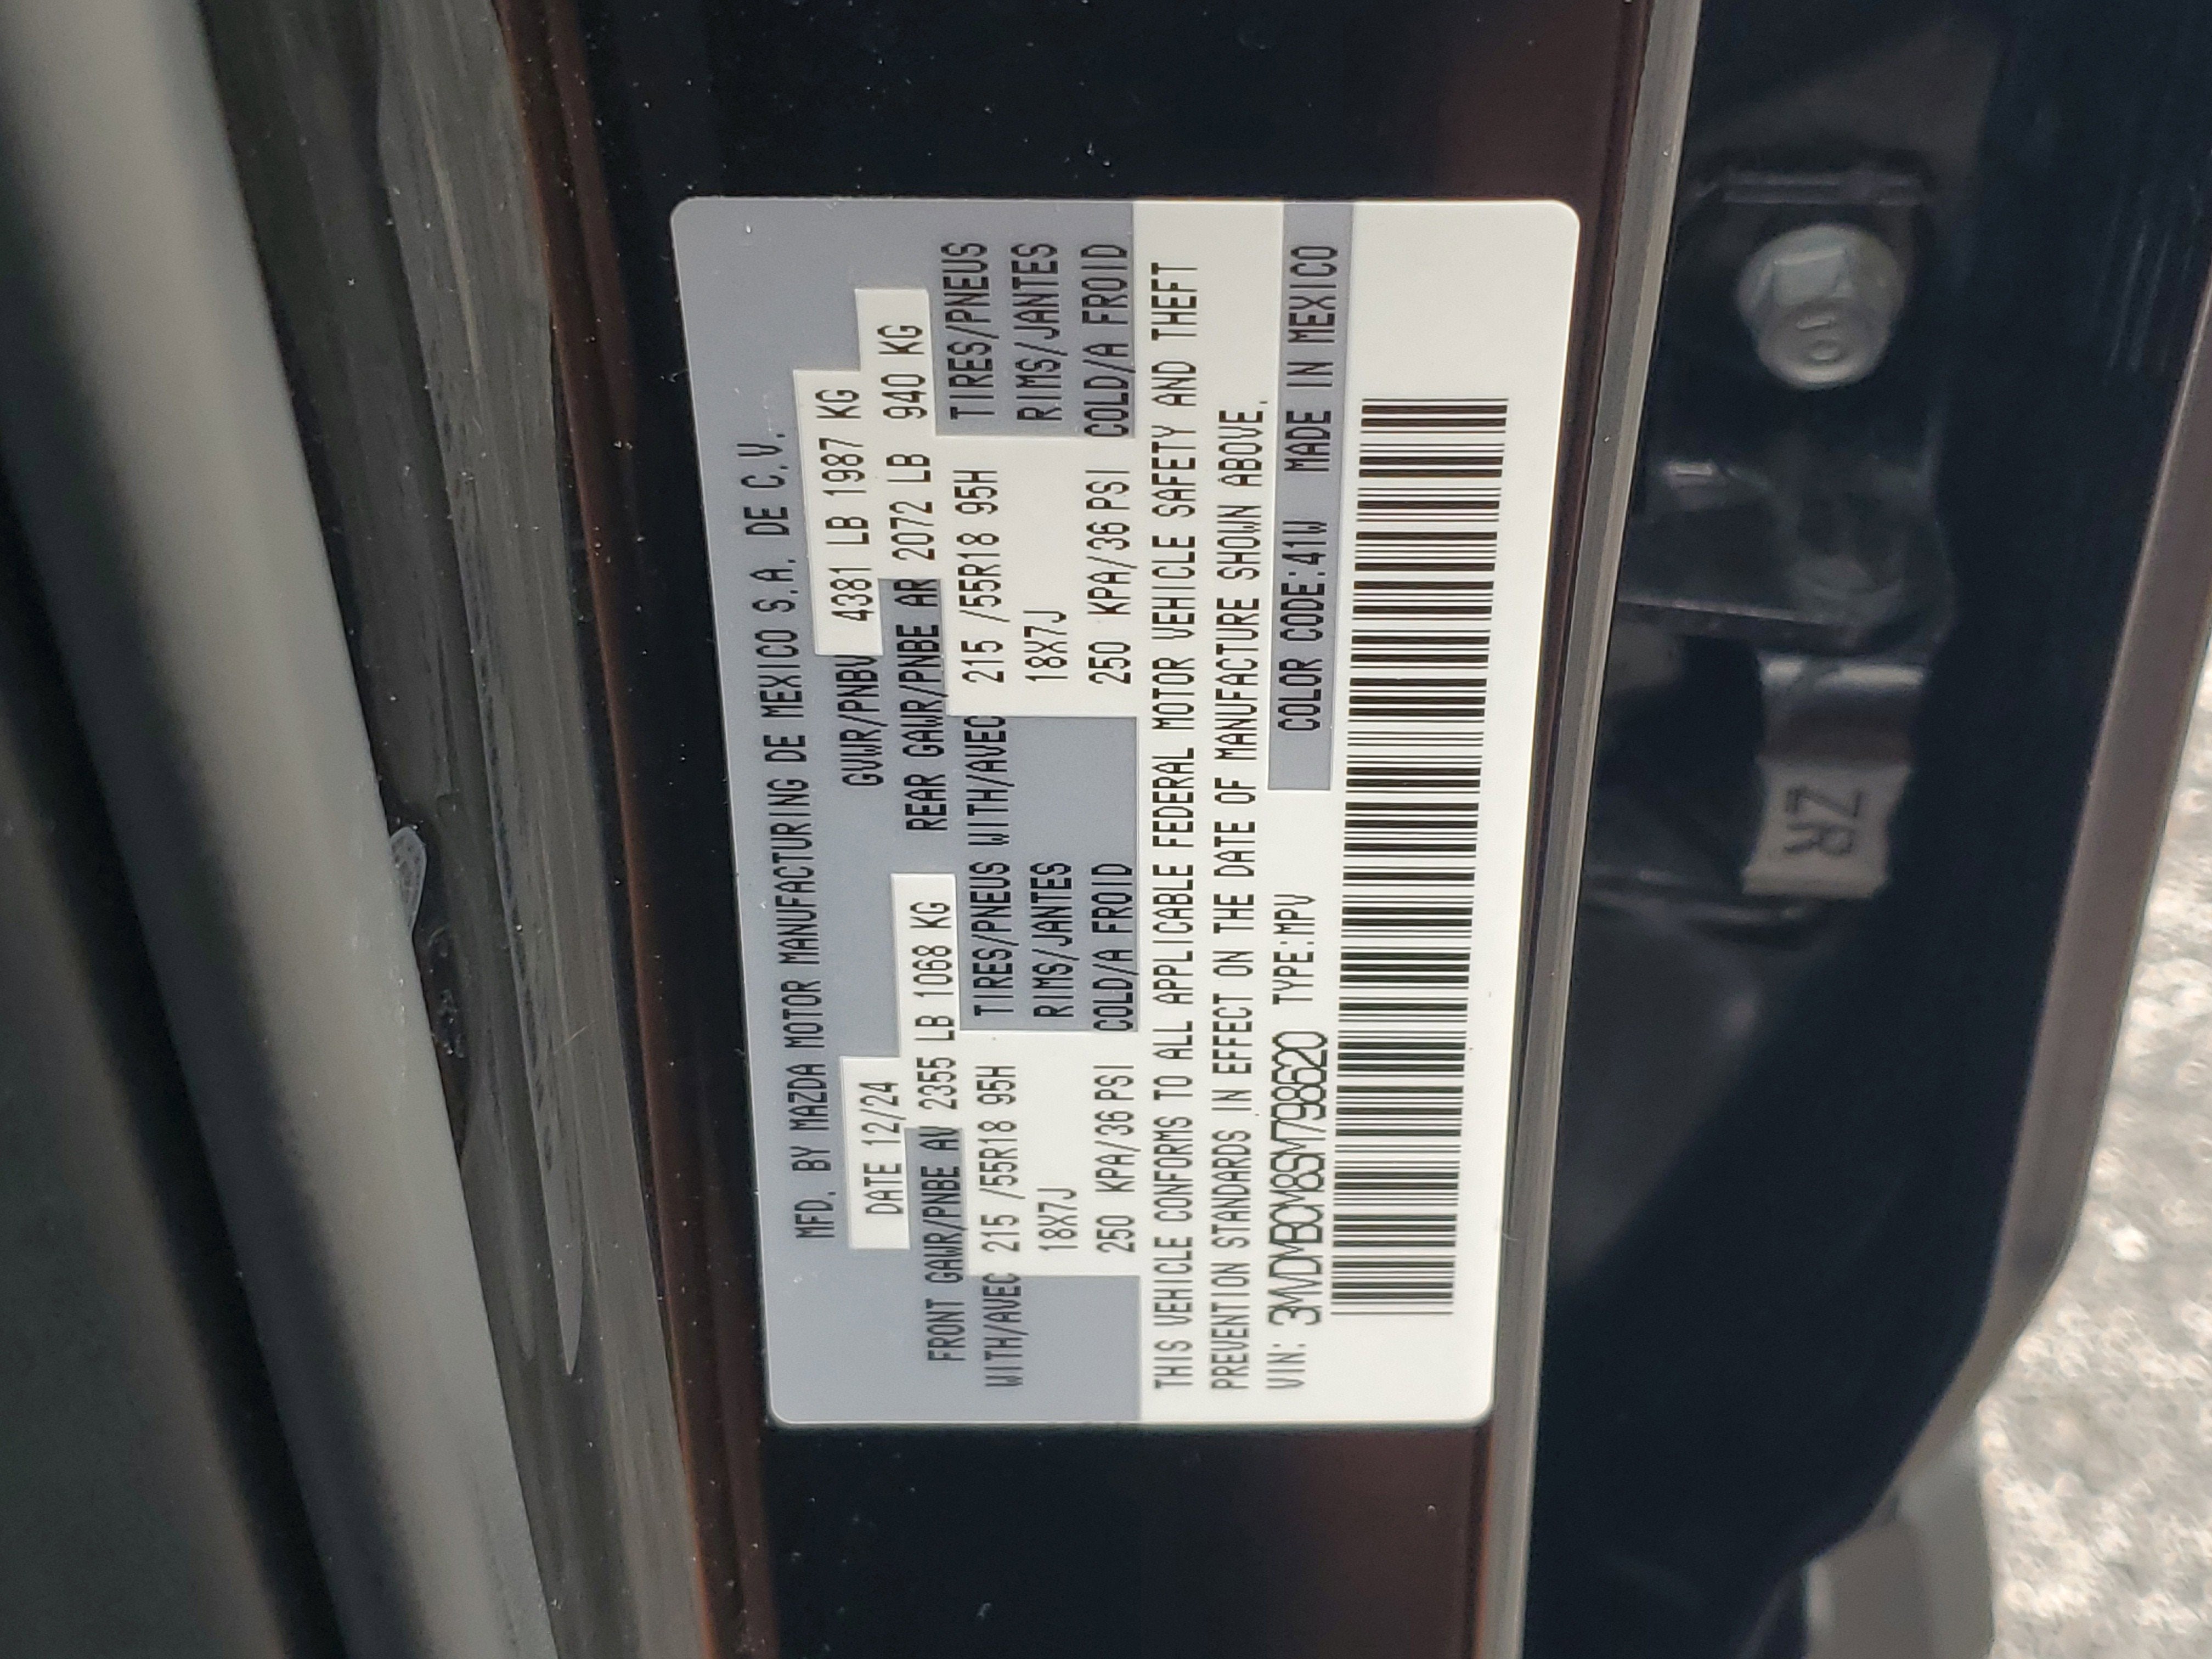 MFD. BY MAZDA MOTOR MANUFACTURING DE MEXICO S.A. DE C.V.
DATE 12/24 GVWR/PNBV 4381 LB 1987 KG
FRONT GAWR/PNBE AV 2355 LB 1068 KG REAR GAWR/PNBE AR 2072 LB 940 KG
WITH/AVEC 215 /55R18 95H TIRES/PNEUS WITH/AVEC 215 /55R18 95H TIRES/PNEUS
18X7J RIMS/JANTES 18X7J RIMS/JANTES
250 KPA/36 PSI COLD/A FROID 250 KPA/36 PSI COLD/A FROID
THIS VEHICLE CONFORMS TO ALL APPLICABLE FEDERAL MOTOR VEHICLE SAFETY AND THEFT
PREVENTION STANDARDS IN EFFECT ON THE DATE OF MANUFACTURE SHOWN ABOVE.
VIN: 3MVDMBCM8SM798620 TYPE:MPV COLOR CODE:41W MADE IN MEXICO
ZR